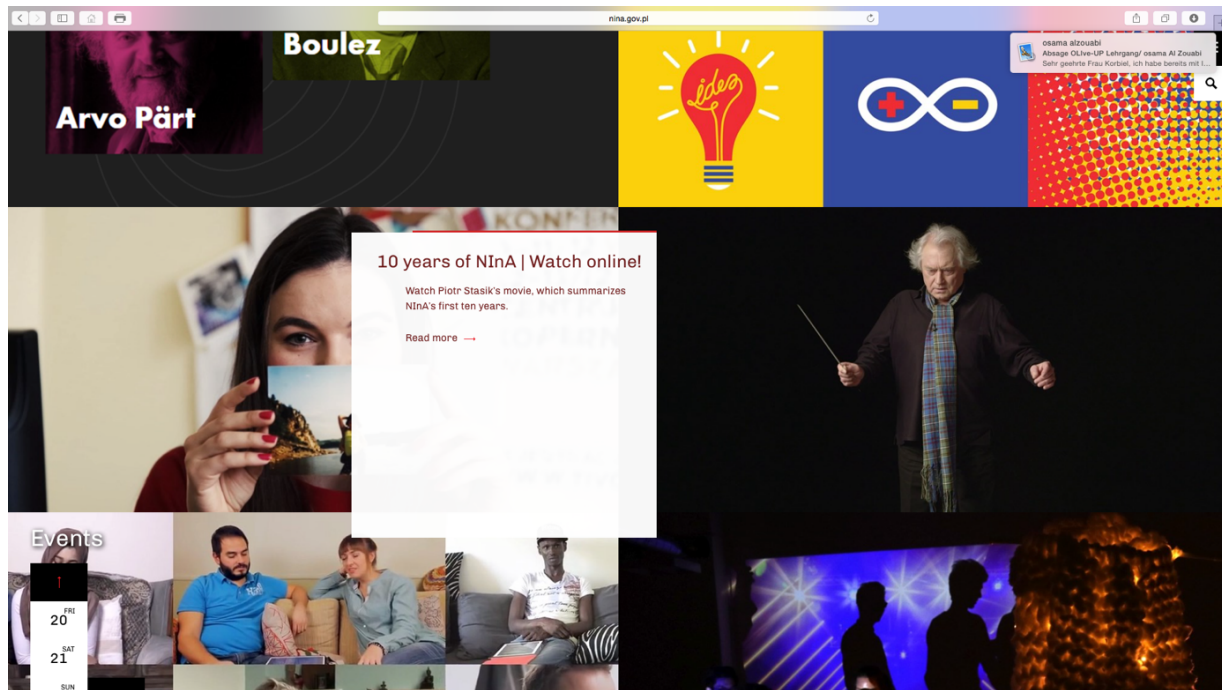 nina.gov.pl
osama alzouabi
Absage OLIve-UP Lehrgang/ osama Al Zouabi
Sehr geehrte Frau Korbiel, ich habe bereits mit I...
Boulez
Arvo Pärt
idea
KONFEREN
10 years of NInA | Watch online!
Watch Piotr Stasik's movie, which summarizes
NInA's first ten years.
Read more →
Events
FRI
20
SAT
21
SUN